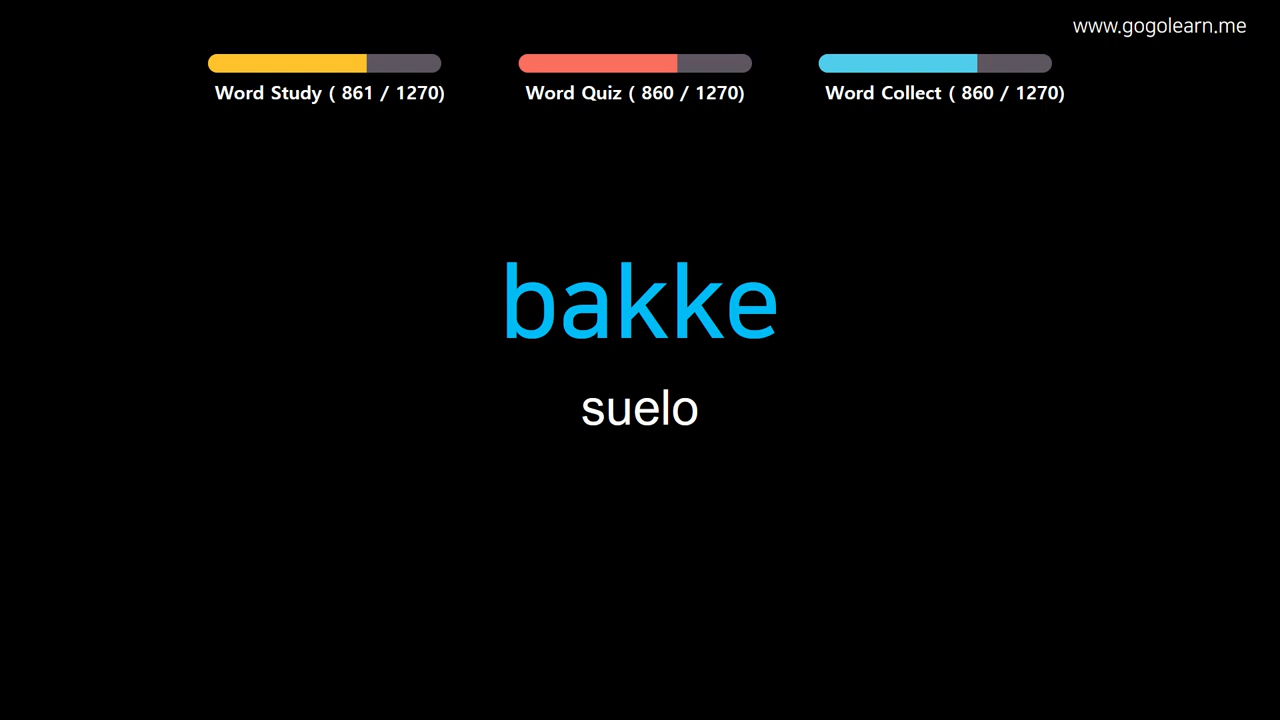 www.gogolearn.me
Word Study ( 861 / 1270)
Word Quiz ( 860 / 1270)
Word Collect ( 860 / 1270)
bakke
suelo